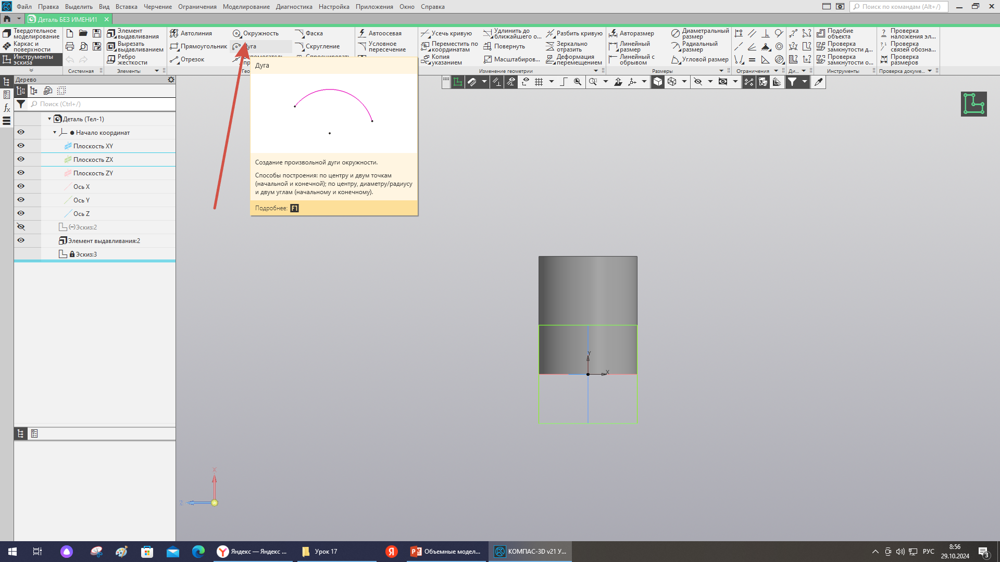 Файл Правка Выделить Вид Вставка Черчение Ограничения Моделирование Диагностика Настройка Приложения Окно Справка
Поиск по командам (Alt+/)
Деталь БЕЗ ИМЕНИ1
Твердотельное моделирование
Каркас и поверхности
Инструменты эскиза
Системная
Элемент выдавливания
Вырезать выдавливанием
Ребро жесткости
Элементы
Автолиния
Прямоугольник
Отрезок
Окружность
Дуга
Фаска
Скругление
Автоосевая
Условное пересечение
Усечь кривую
Переместить по координатам
Копия указанием
Удлинить до ближайшего о...
Повернуть
Масштабиров...
Разбить кривую
Зеркально отразить
Деформация перемещением
Изменение геометрии
Авторазмер
Линейный размер
Линейный с обрывом
Диаметральный размер
Радиальный размер
Угловой размер
Размеры
Ограничения
Ди...
Подобие объекта
Проверка замкнутости д...
Проверка замкнутости о...
Инструменты
Проверка наложения эл...
Проверка связей обозна...
Проверка размеров
Проверка докуме...
Дуга
Создание произвольной дуги окружности.
Способы построения: по центру и двум точкам
(начальной и конечной); по центру, диаметру/радиусу
и двум углам (начальному и конечному).
Подробнее: F1
Дерево
Поиск (Ctrl+/)
Деталь (Тел-1)
Начало координат
Плоскость XY
Плоскость ZX
Плоскость ZY
Ось X
Ось Y
Ось Z
(-)Эскиз:2
Элемент выдавливания:2
Эскиз:3
Y
X
X
Z
Яндекс — Яндекс ...
Урок 17
Объемные модел...
КОМПАС-3D v21 У...
РУС
8:56
29.10.2024
3